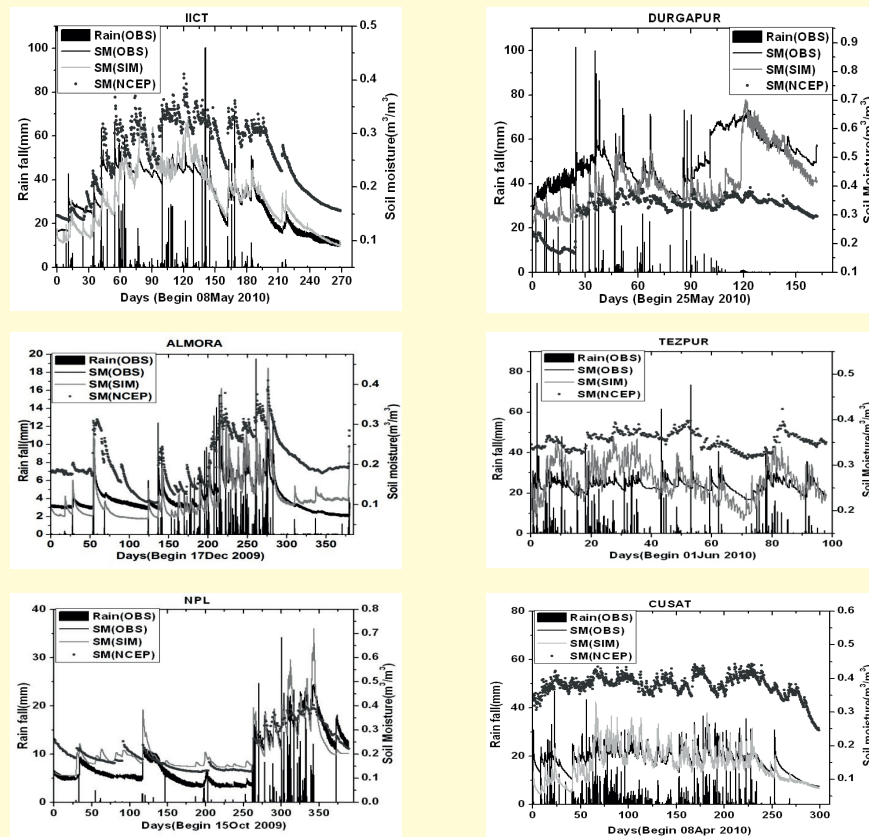 IICT
Rain(OBS)
SM(OBS)
SM(SIM)
SM(NCEP)
100
80
60
40
20
0
0.5
0.4
0.3
0.2
0.1
0 30 60 90 120 150 180 210 240 270
Rain fall(mm)
Soil moisture(m³/m³)
Days (Begin 08May 2010)
DURGAPUR
Rain(OBS)
SM(OBS)
SM(SIM)
SM(NCEP)
100
80
60
40
20
0
0.9
0.8
0.7
0.6
0.5
0.4
0.3
0.2
0.1
0 30 60 90 120 150
Rain fall(mm)
Soil Moisture(m³/m³)
Days (Begin 25May 2010)
ALMORA
Rain(OBS)
SM(OBS)
SM(SIM)
SM(NCEP)
20
18
16
14
12
10
8
6
4
2
0
0.4
0.3
0.2
0.1
0 50 100 150 200 250 300 350
Rain fall(mm)
Soil moisture(m³/m³)
Days(Begin 17Dec 2009)
TEZPUR
Rain(OBS)
SM(OBS)
SM(SIM)
SM(NCEP)
80
60
40
20
0
0.5
0.4
0.3
0.2
0 20 40 60 80 100
Rain fall(mm)
Soil Moisture(m³/m³)
Days(Begin 01Jun 2010)
NPL
Rain(OBS)
SM(OBS)
SM(SIM)
SM(NCEP)
40
30
20
10
0
0.8
0.7
0.6
0.5
0.4
0.3
0.2
0.1
0.0
0 50 100 150 200 250 300 350
Rain fall(mm)
Soil Moisture(m³/m³)
Days(Begin 15Oct 2009)
CUSAT
Rain(OBS)
SM(OBS)
SM(SIM)
SM(NCEP)
80
60
40
20
0
0.6
0.5
0.4
0.3
0.2
0.1
0 50 100 150 200 250 300
Rain fall(mm)
Soil moisture(m³/m³)
Days(Begin 08Apr 2010)